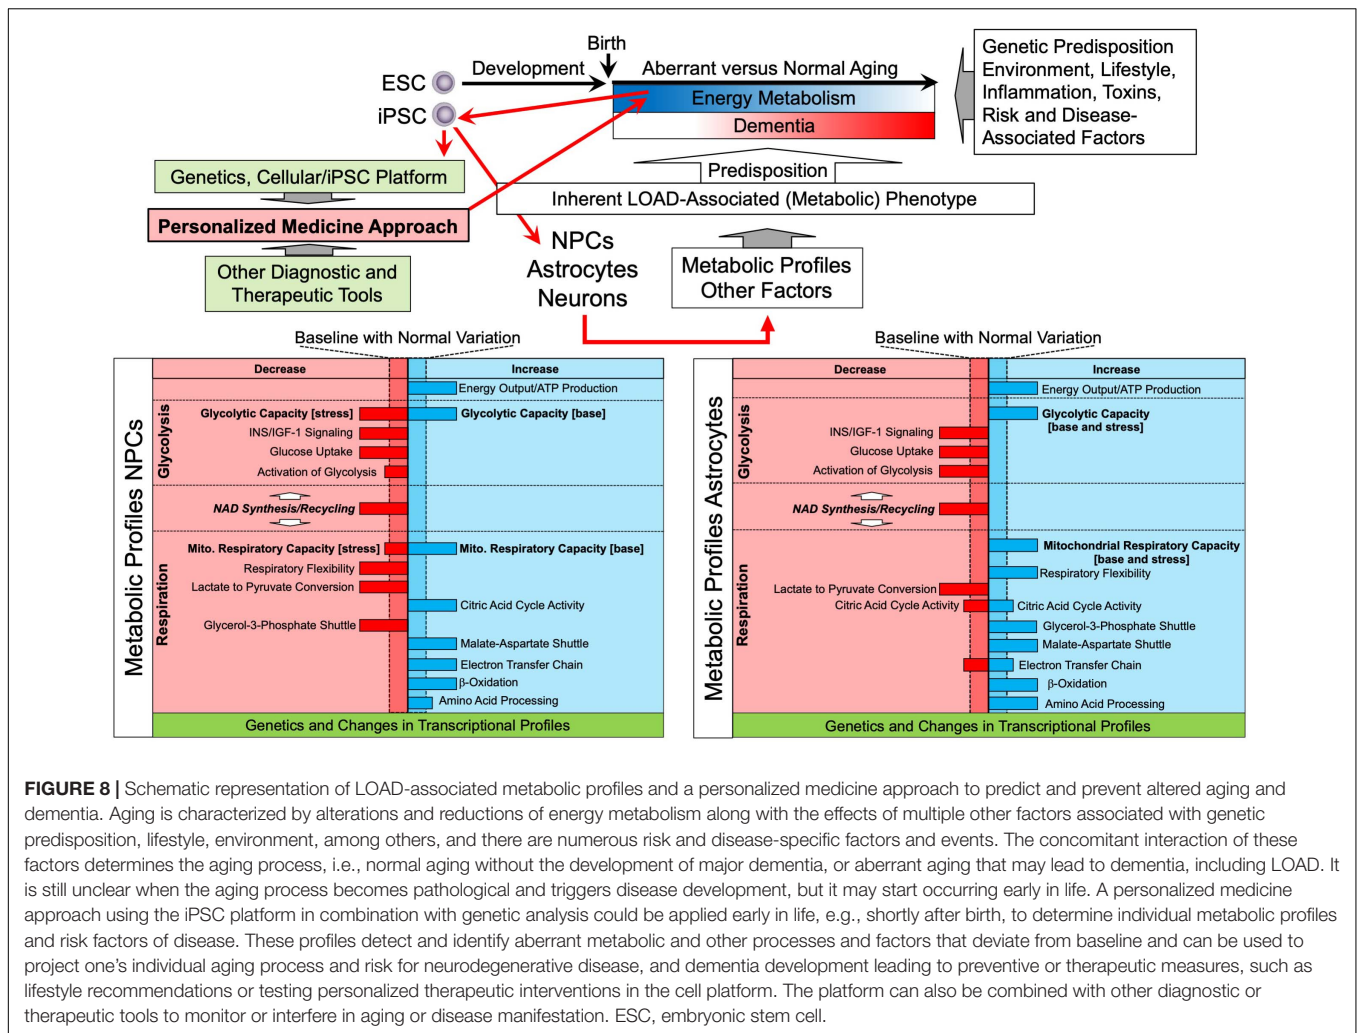 Birth
ESC
Development
Aberrant versus Normal Aging
iPSC
Energy Metabolism
Dementia
Genetic Predisposition
Environment, Lifestyle,
Inflammation, Toxins,
Risk and Disease-
Associated Factors
Genetics, Cellular/iPSC Platform
Personalized Medicine Approach
Other Diagnostic and
Therapeutic Tools
Predisposition
Inherent LOAD-Associated (Metabolic) Phenotype
NPCs
Astrocytes
Neurons
Metabolic Profiles
Other Factors
Baseline with Normal Variation
Metabolic Profiles NPCs
Decrease
Increase
Energy Output/ATP Production
Glycolysis
Glycolytic Capacity [stress]
Glycolytic Capacity [base]
INS/IGF-1 Signaling
Glucose Uptake
Activation of Glycolysis
NAD Synthesis/Recycling
Respiration
Mito. Respiratory Capacity [stress]
Mito. Respiratory Capacity [base]
Respiratory Flexibility
Lactate to Pyruvate Conversion
Citric Acid Cycle Activity
Glycerol-3-Phosphate Shuttle
Malate-Aspartate Shuttle
Electron Transfer Chain
β-Oxidation
Amino Acid Processing
Genetics and Changes in Transcriptional Profiles
Baseline with Normal Variation
Metabolic Profiles Astrocytes
Decrease
Increase
Energy Output/ATP Production
Glycolysis
Glycolytic Capacity
[base and stress]
INS/IGF-1 Signaling
Glucose Uptake
Activation of Glycolysis
NAD Synthesis/Recycling
Respiration
Mitochondrial Respiratory Capacity
[base and stress]
Respiratory Flexibility
Lactate to Pyruvate Conversion
Citric Acid Cycle Activity
Citric Acid Cycle Activity
Glycerol-3-Phosphate Shuttle
Malate-Aspartate Shuttle
Electron Transfer Chain
β-Oxidation
Amino Acid Processing
Genetics and Changes in Transcriptional Profiles
FIGURE 8 | Schematic representation of LOAD-associated metabolic profiles and a personalized medicine approach to predict and prevent altered aging and
dementia. Aging is characterized by alterations and reductions of energy metabolism along with the effects of multiple other factors associated with genetic
predisposition, lifestyle, environment, among others, and there are numerous risk and disease-specific factors and events. The concomitant interaction of these
factors determines the aging process, i.e., normal aging without the development of major dementia, or aberrant aging that may lead to dementia, including LOAD. It
is still unclear when the aging process becomes pathological and triggers disease development, but it may start occurring early in life. A personalized medicine
approach using the iPSC platform in combination with genetic analysis could be applied early in life, e.g., shortly after birth, to determine individual metabolic profiles
and risk factors of disease. These profiles detect and identify aberrant metabolic and other processes and factors that deviate from baseline and can be used to
project one's individual aging process and risk for neurodegenerative disease, and dementia development leading to preventive or therapeutic measures, such as
lifestyle recommendations or testing personalized therapeutic interventions in the cell platform. The platform can also be combined with other diagnostic or
therapeutic tools to monitor or interfere in aging or disease manifestation. ESC, embryonic stem cell.